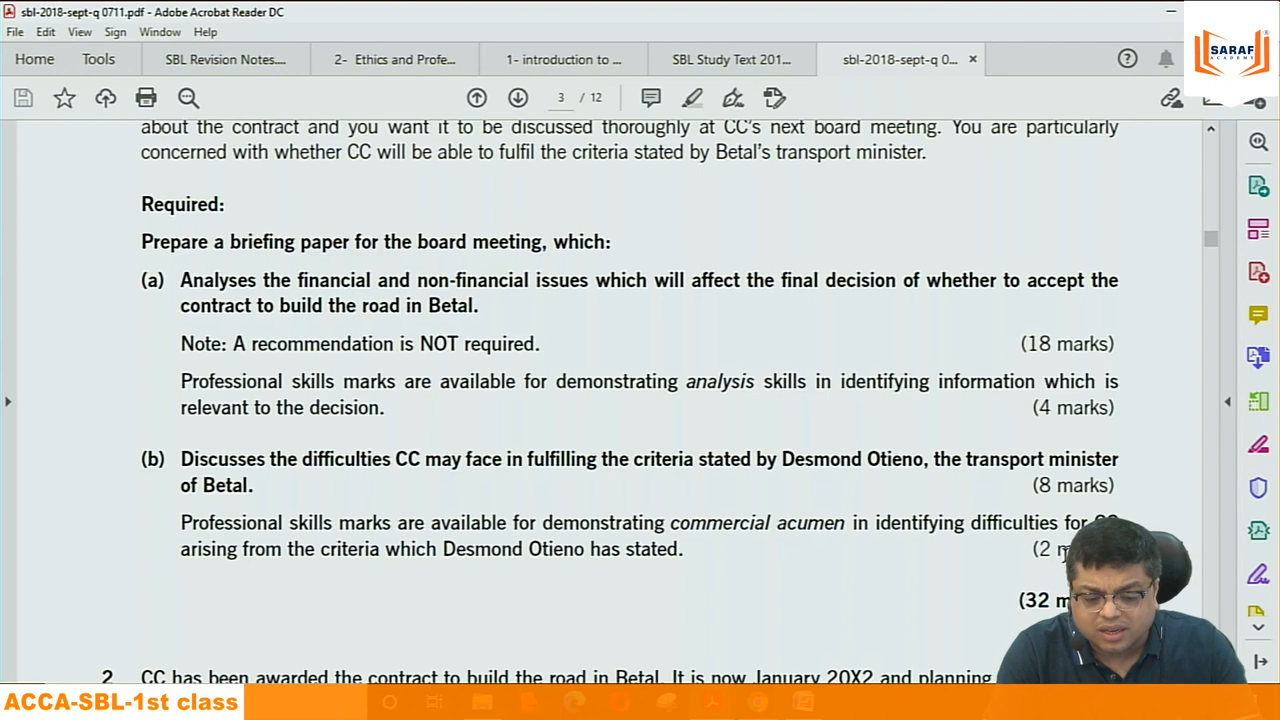 sbl-2018-sept-q 0711.pdf - Adobe Acrobat Reader DC
File Edit View Sign Window Help
Home Tools SBL Revision Notes.... 2- Ethics and Profe... 1- introduction to ... SBL Study Text 201... sbl-2018-sept-q 0... ×
SARAF
ACADEMY
3 / 12
about the contract and you want it to be discussed thoroughly at CC's next board meeting. You are particularly
concerned with whether CC will be able to fulfil the criteria stated by Betal's transport minister.
Required:
Prepare a briefing paper for the board meeting, which:
(a) Analyses the financial and non-financial issues which will affect the final decision of whether to accept the
contract to build the road in Betal.
Note: A recommendation is NOT required. (18 marks)
Professional skills marks are available for demonstrating analysis skills in identifying information which is
relevant to the decision. (4 marks)
(b) Discusses the difficulties CC may face in fulfilling the criteria stated by Desmond Otieno, the transport minister
of Betal. (8 marks)
Professional skills marks are available for demonstrating commercial acumen in identifying difficulties for
arising from the criteria which Desmond Otieno has stated. (2
(32
2 CC has been awarded the contract to build the road in Betal. It is now January 20X2 and planning
ACCA-SBL-1st class